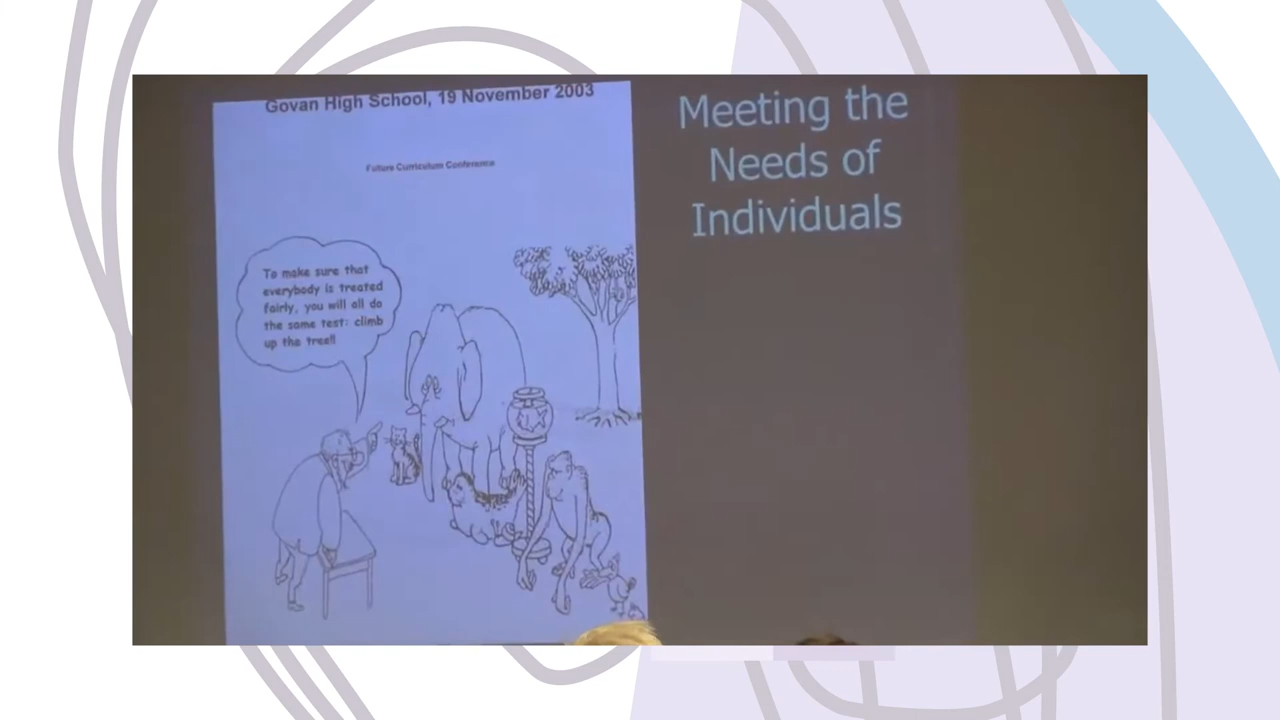 Govan High School, 19 November 2003
Future Curriculum Conference
To make sure that
everybody is treated
fairly, you will all do
the same test: climb
up the tree!!
Meeting the
Needs of
Individuals